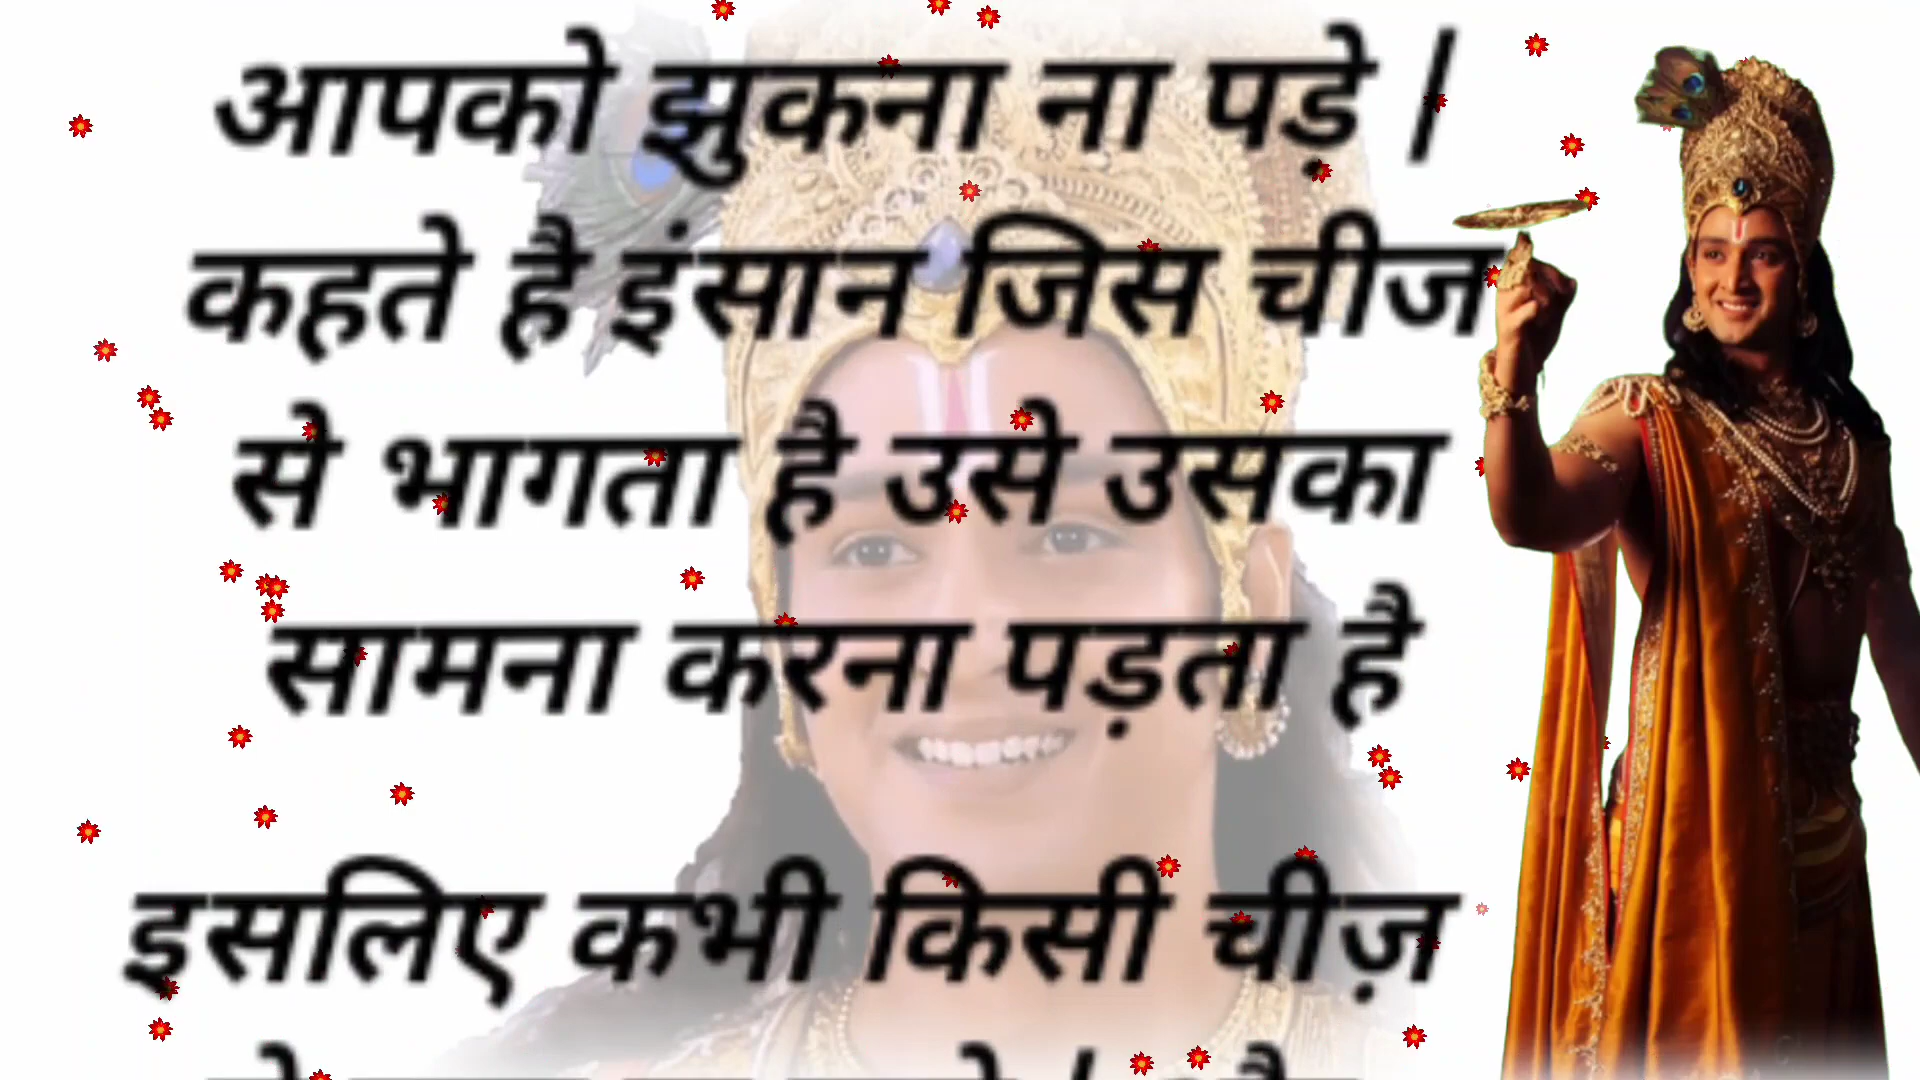 आपको झुकना ना पड़े |
कहते है इंसान जिस चीज
से भागता है उसे उसका
सामना करना पड़ता है
इसलिए कभी किसी चीज़